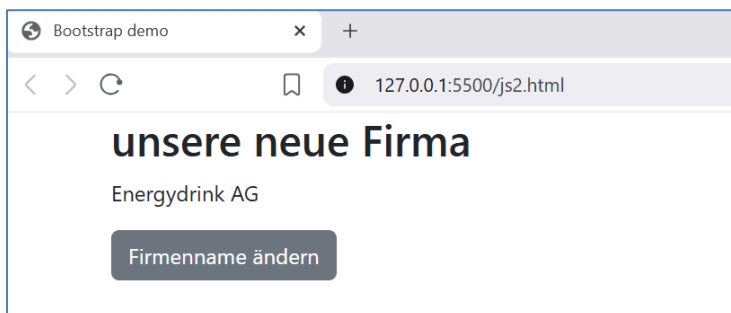 Bootstrap demo
127.0.0.1:5500/js2.html
unsere neue Firma
Energydrink AG
Firmenname ändern